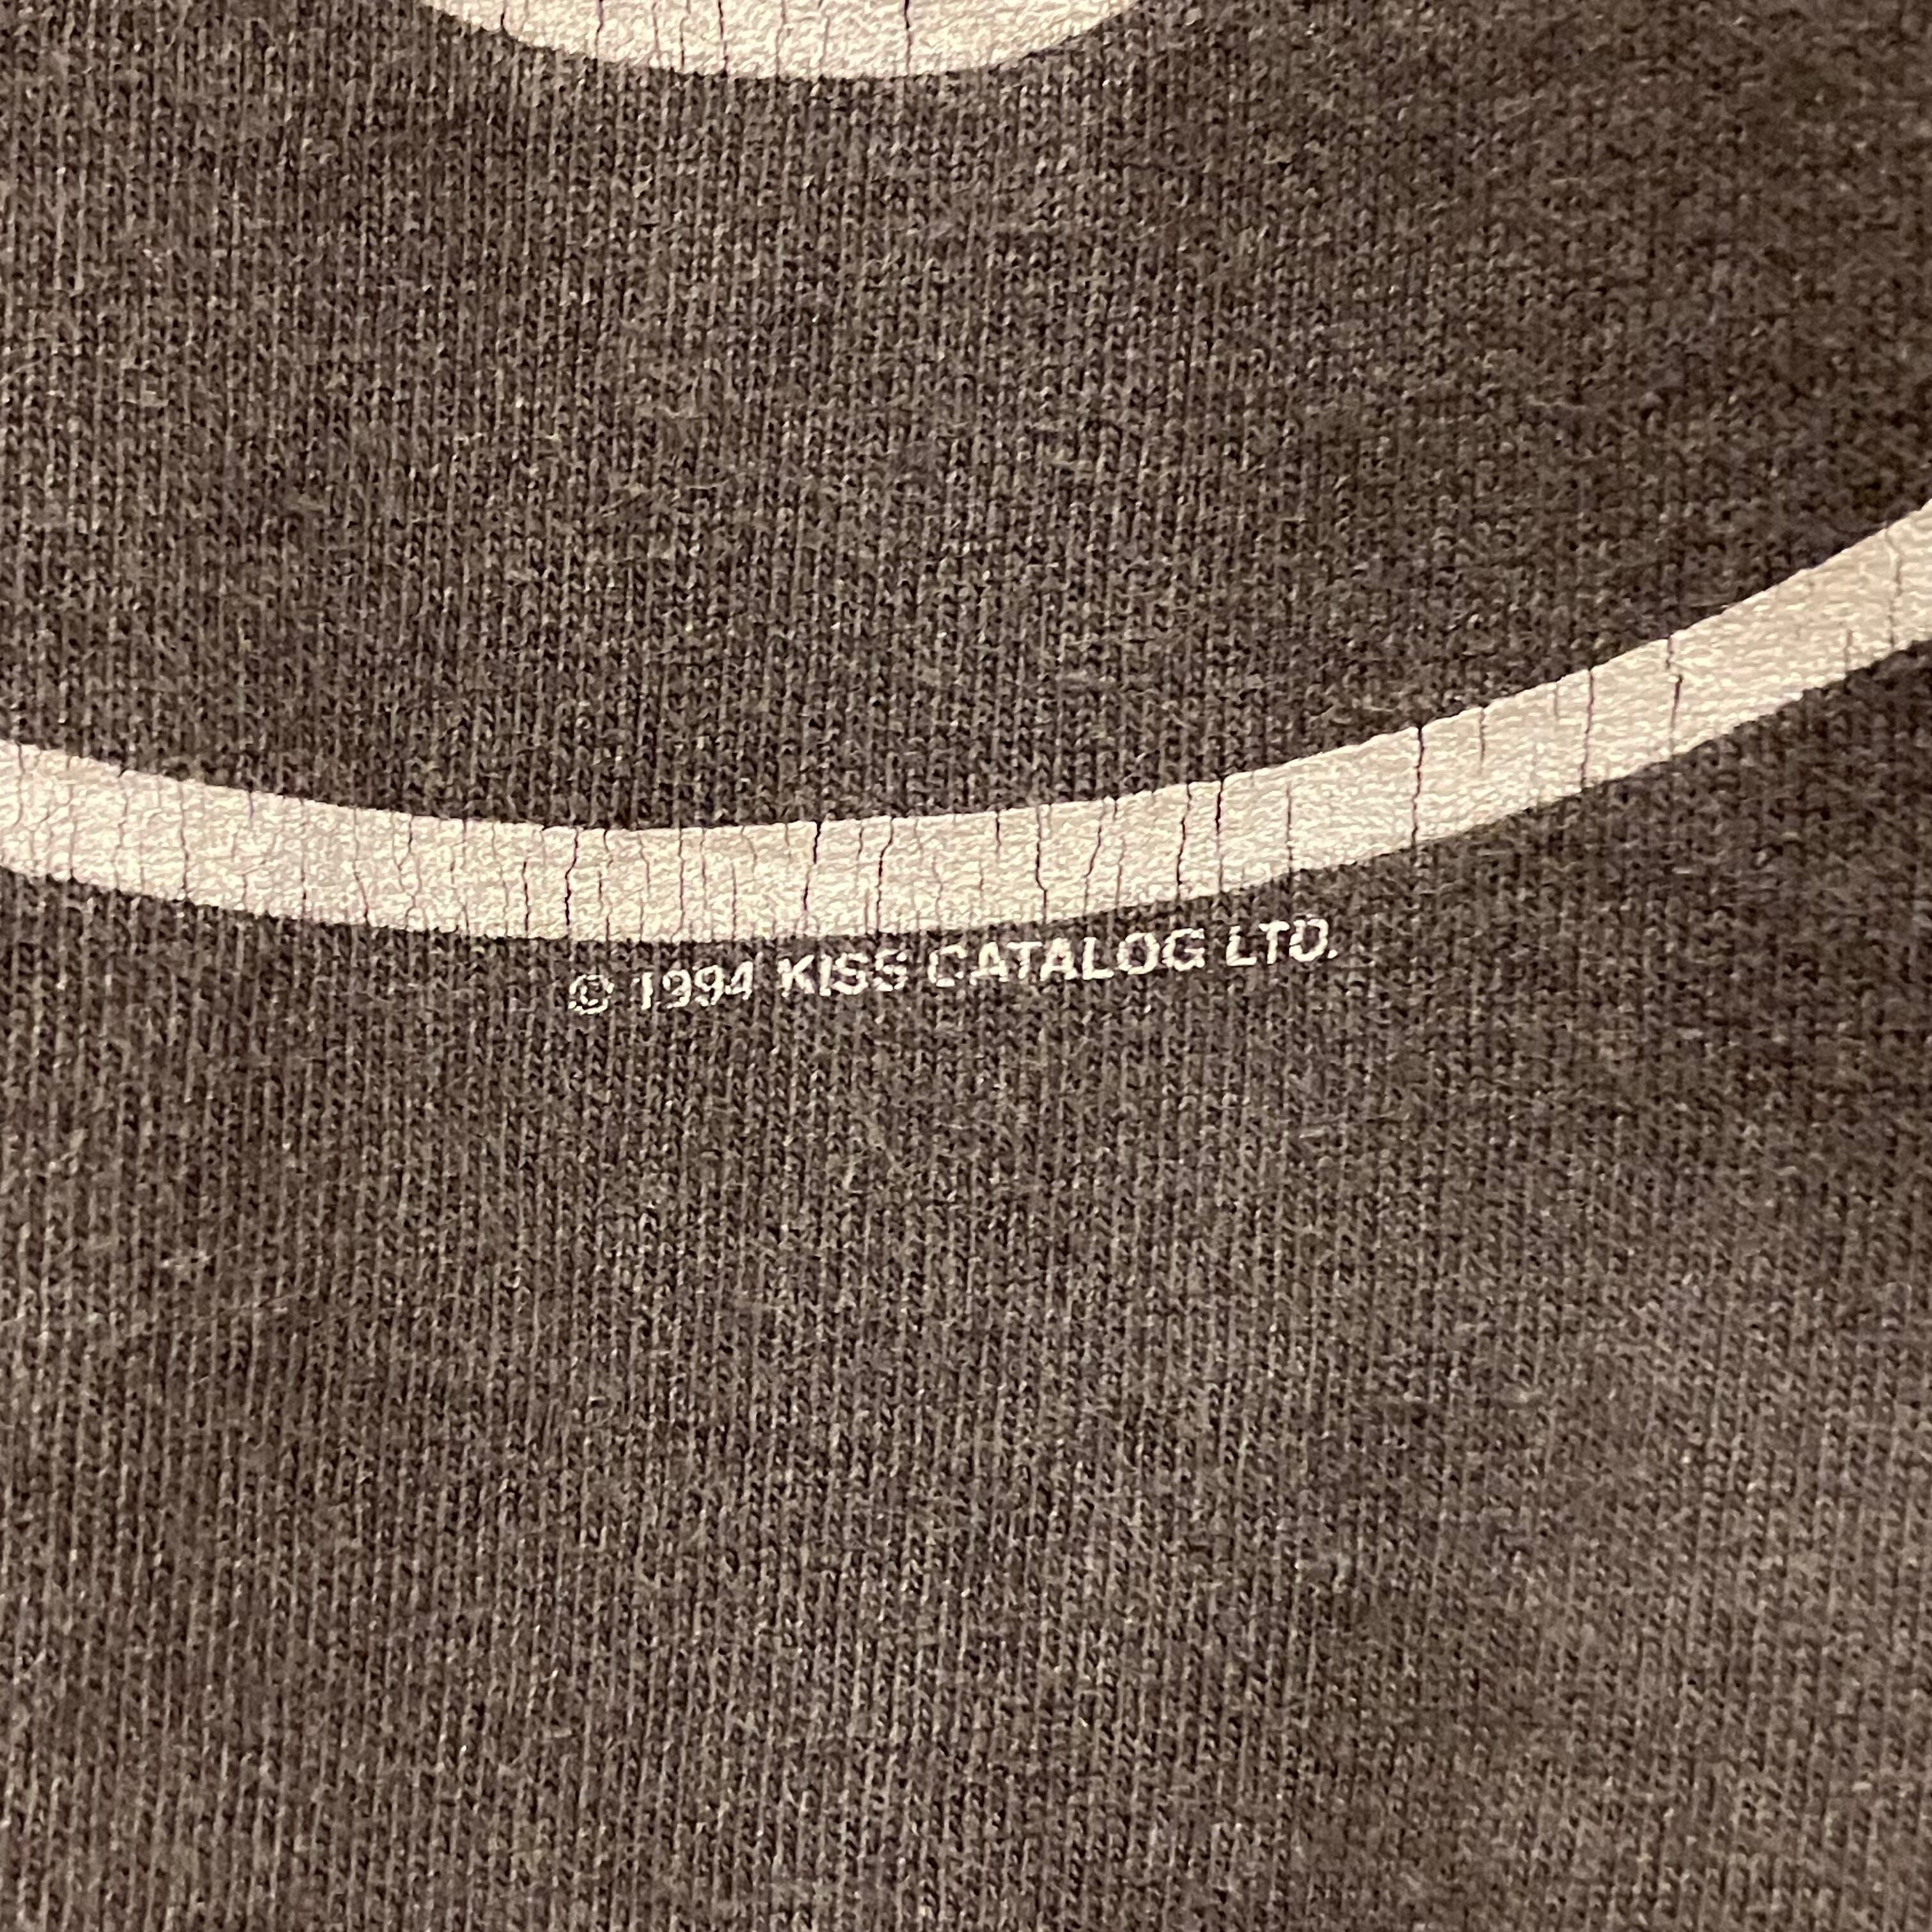 © 1994 KISS CATALOG LTD.